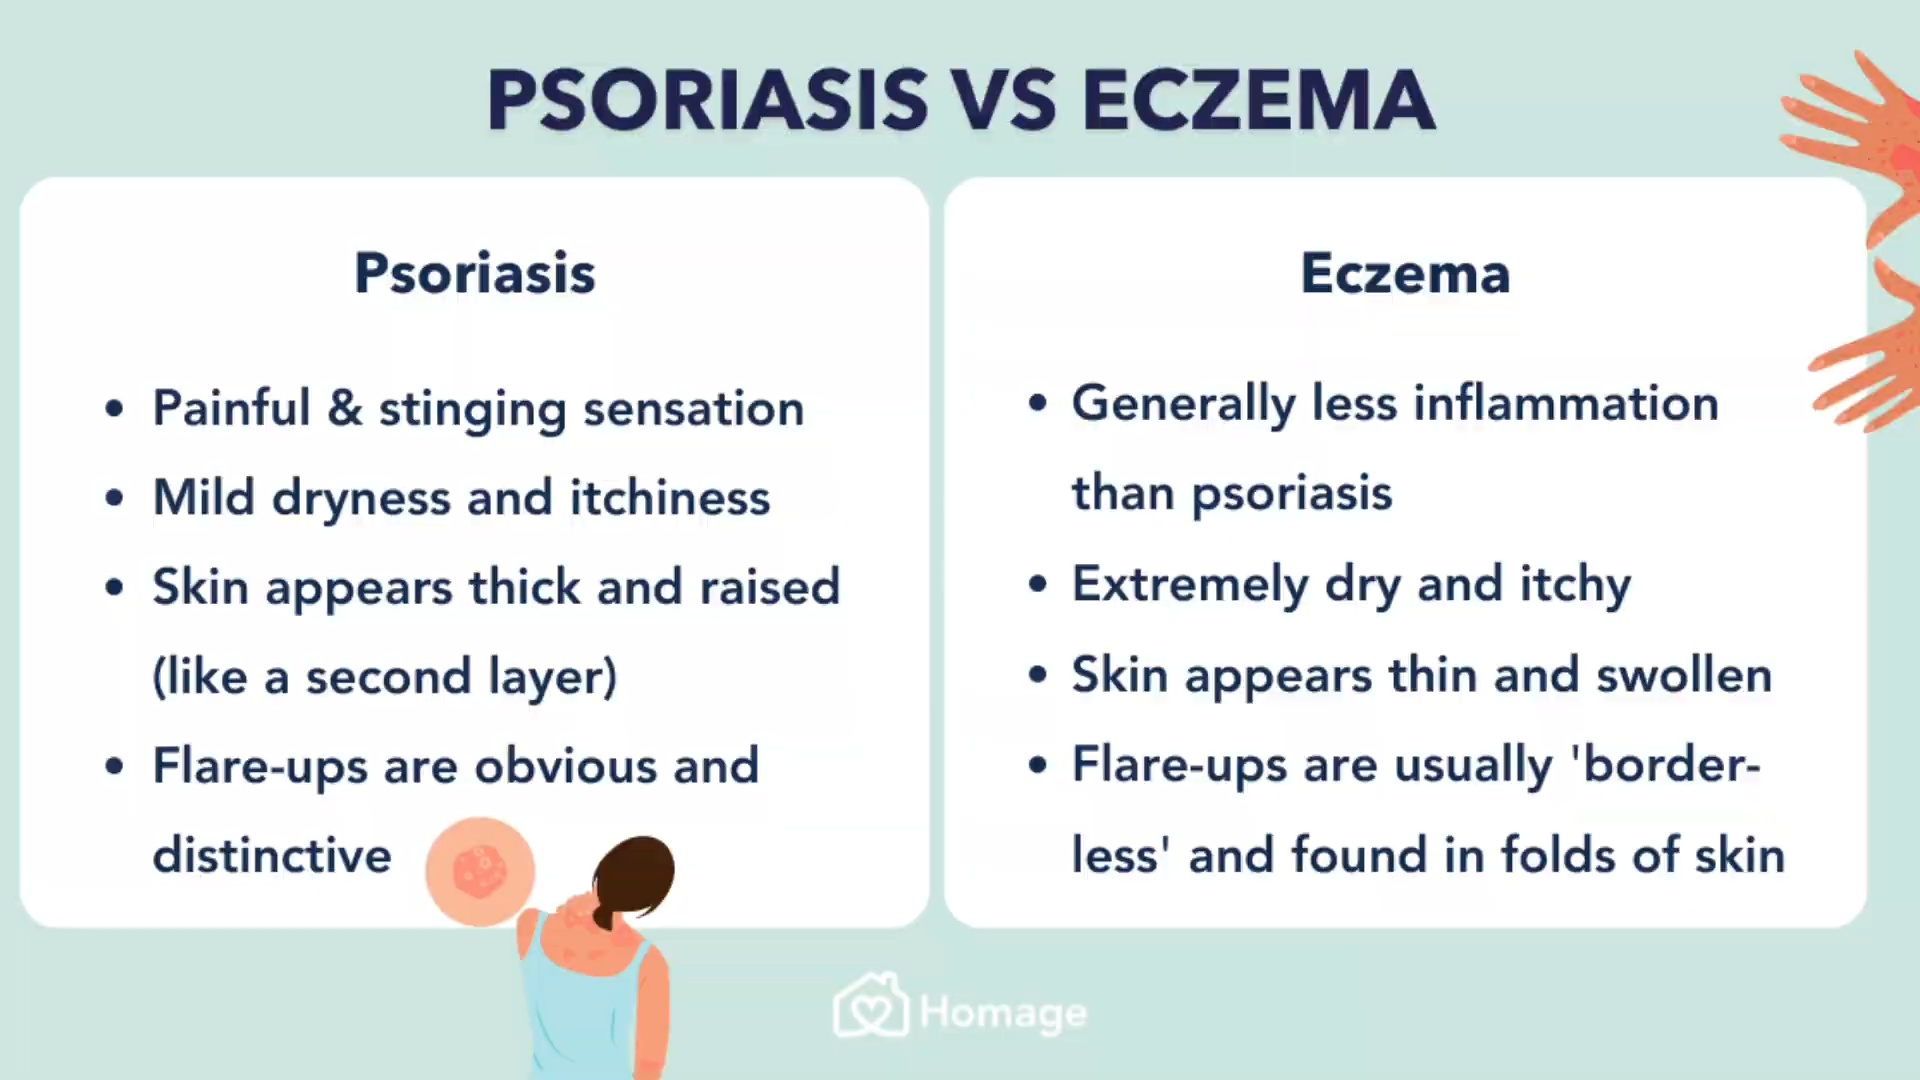 PSORIASIS VS ECZEMA
Psoriasis
• Painful & stinging sensation
• Mild dryness and itchiness
• Skin appears thick and raised
(like a second layer)
• Flare-ups are obvious and
distinctive
Eczema
• Generally less inflammation
than psoriasis
• Extremely dry and itchy
• Skin appears thin and swollen
• Flare-ups are usually 'border-
less' and found in folds of skin
Homage